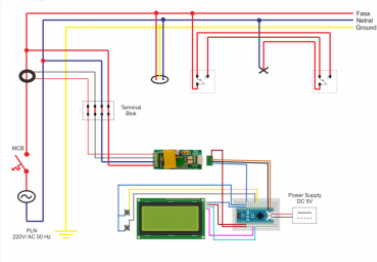 Fasa
Netral
Ground
Terminal
Blok
MCB
Power Supply
DC 5V
PLN
220V/ AC 50 Hz